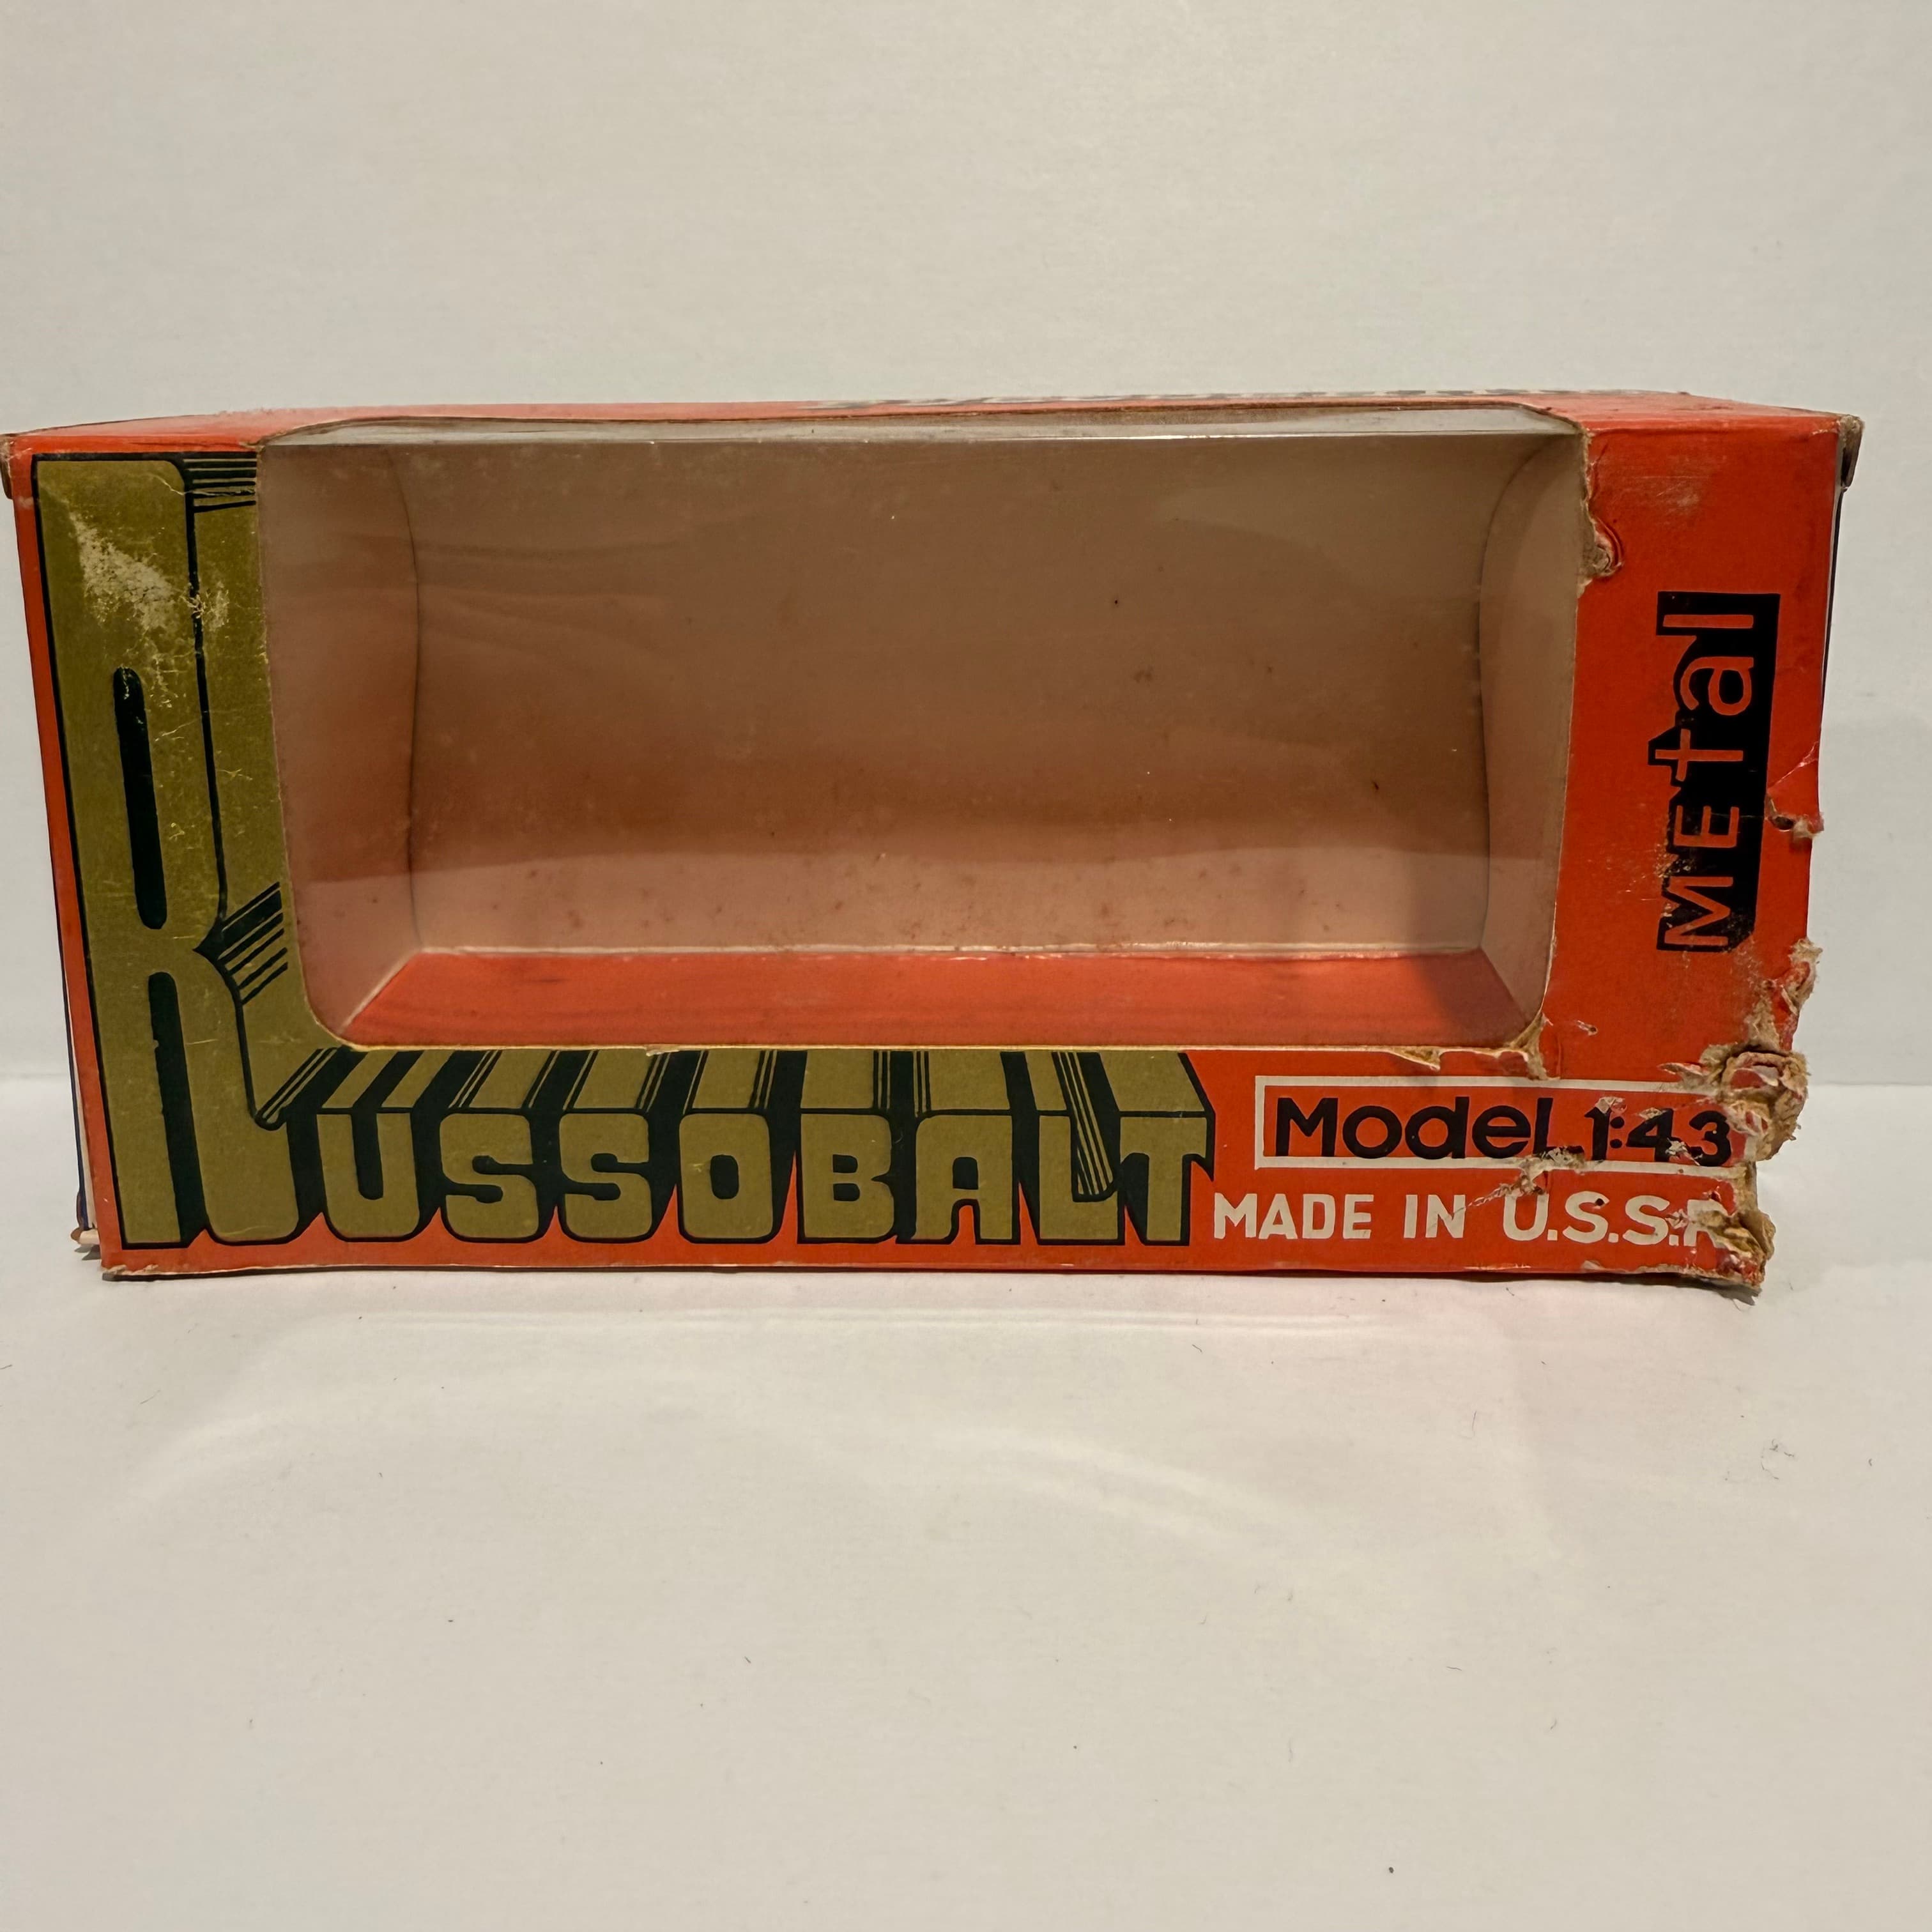 RUSSOBALT
Metal
Model 1:43
MADE IN U.S.S.R